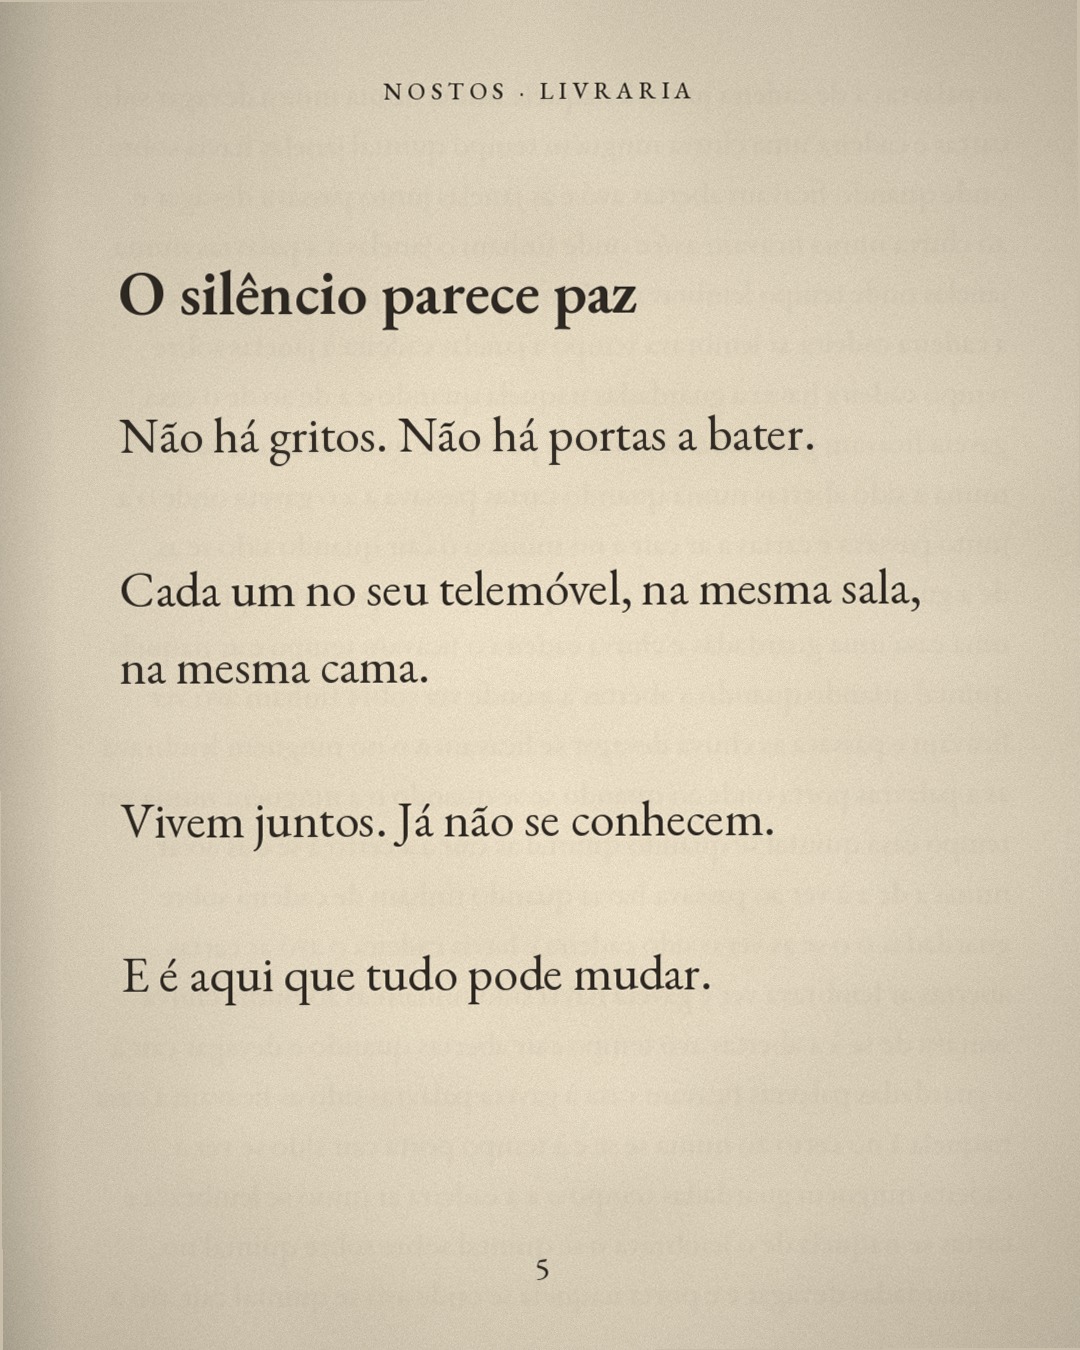 NOSTOS · LIVRARIA
O silêncio parece paz
Não há gritos. Não há portas a bater.
Cada um no seu telemóvel, na mesma sala,
na mesma cama.
Vivem juntos. Já não se conhecem.
E é aqui que tudo pode mudar.
5